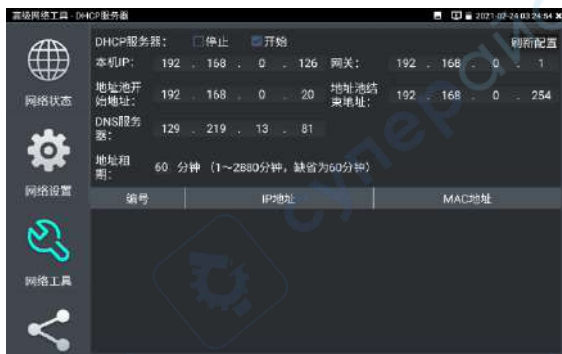 高级网络工具 - DHCP服务器 2021-02-24 03:24:54 X
DHCP服务器: 停止 开始 刷新配置
本机IP: 192 . 168 . 0 . 126 网关: 192 . 168 . 0 . 1
地址池开始地址: 192 . 168 . 0 . 20 地址池结束地址: 192 . 168 . 0 . 254
DNS服务器: 129 . 219 . 13 . 81
地址租期: 60 分钟 (1～2880分钟, 缺省为60分钟)
编号 IP地址 MAC地址
网络状态
网络设置
网络工具
суперайс